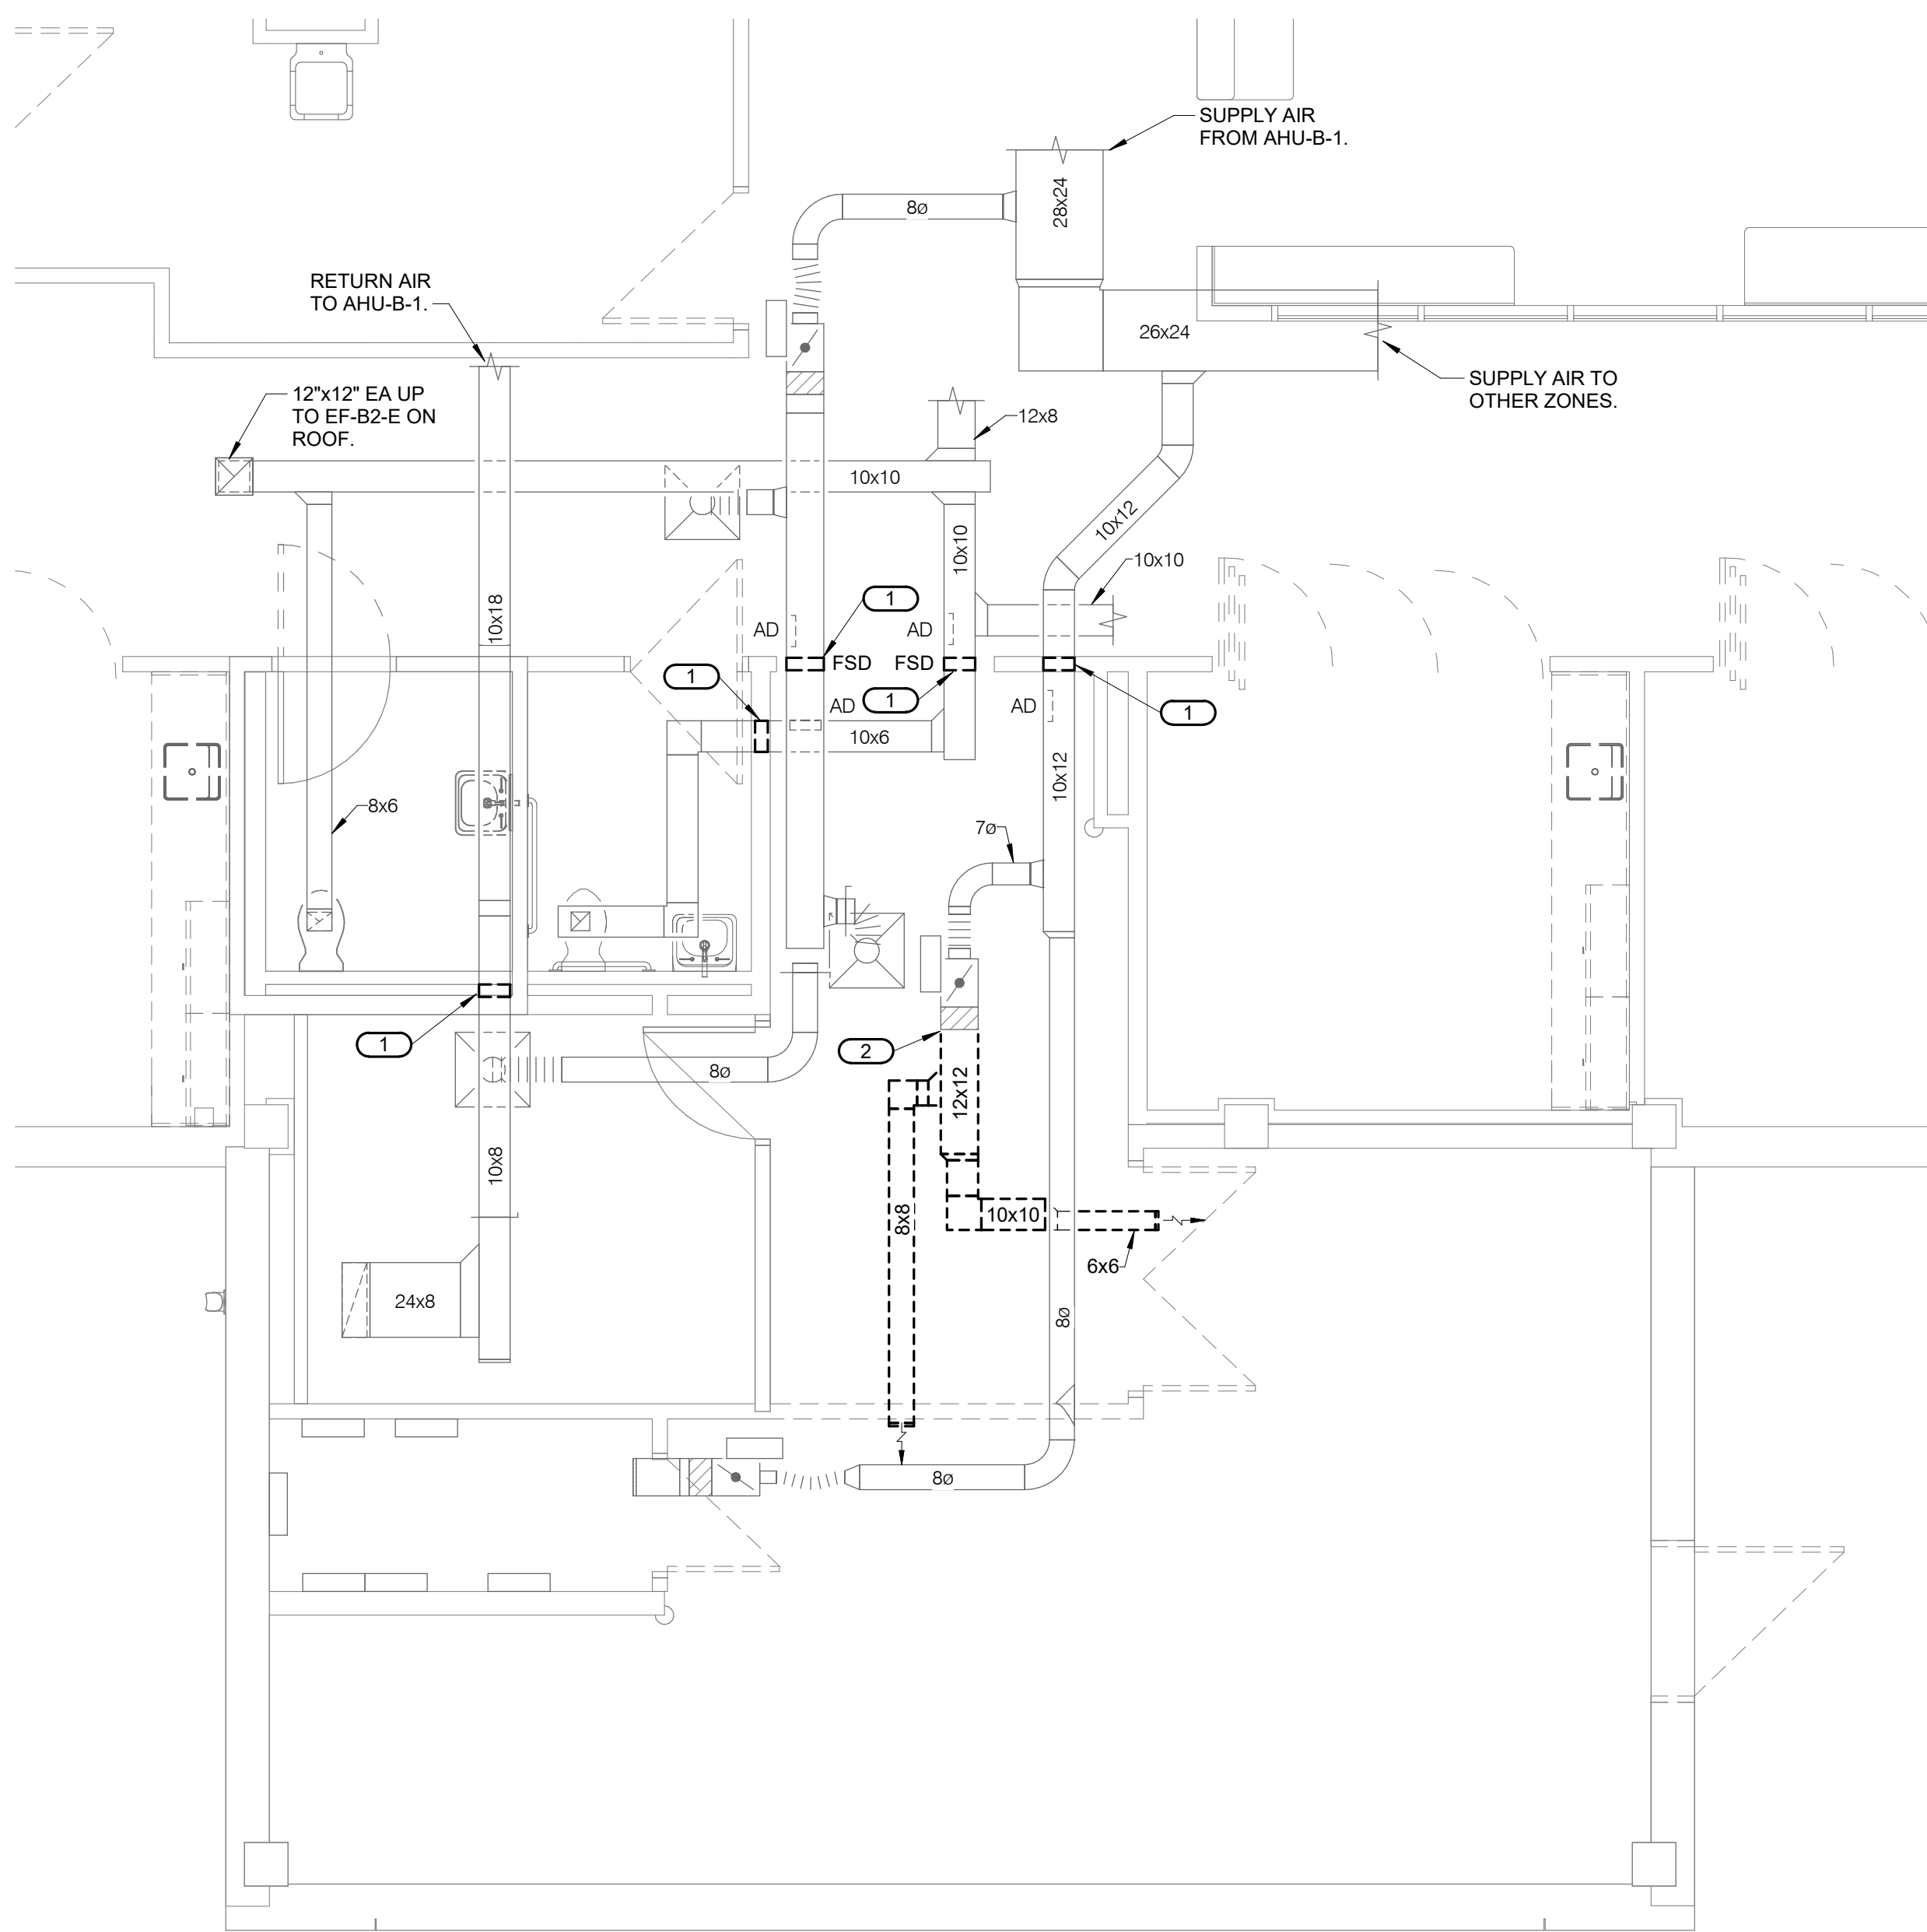 SUPPLY AIR
FROM AHU-B-1.
28x24
8ø
RETURN AIR
TO AHU-B-1.
26x24
SUPPLY AIR TO
OTHER ZONES.
12"x12" EA UP
TO EF-B2-E ON
ROOF.
12x8
10x10
10x12
10x10
10x10
10x18
1
AD
AD
FSD
FSD
1
1
1
AD
AD
10x6
10x12
8x6
7ø
1
2
8ø
12x12
10x8
8x8
10x10
6x6
24x8
8ø
8ø